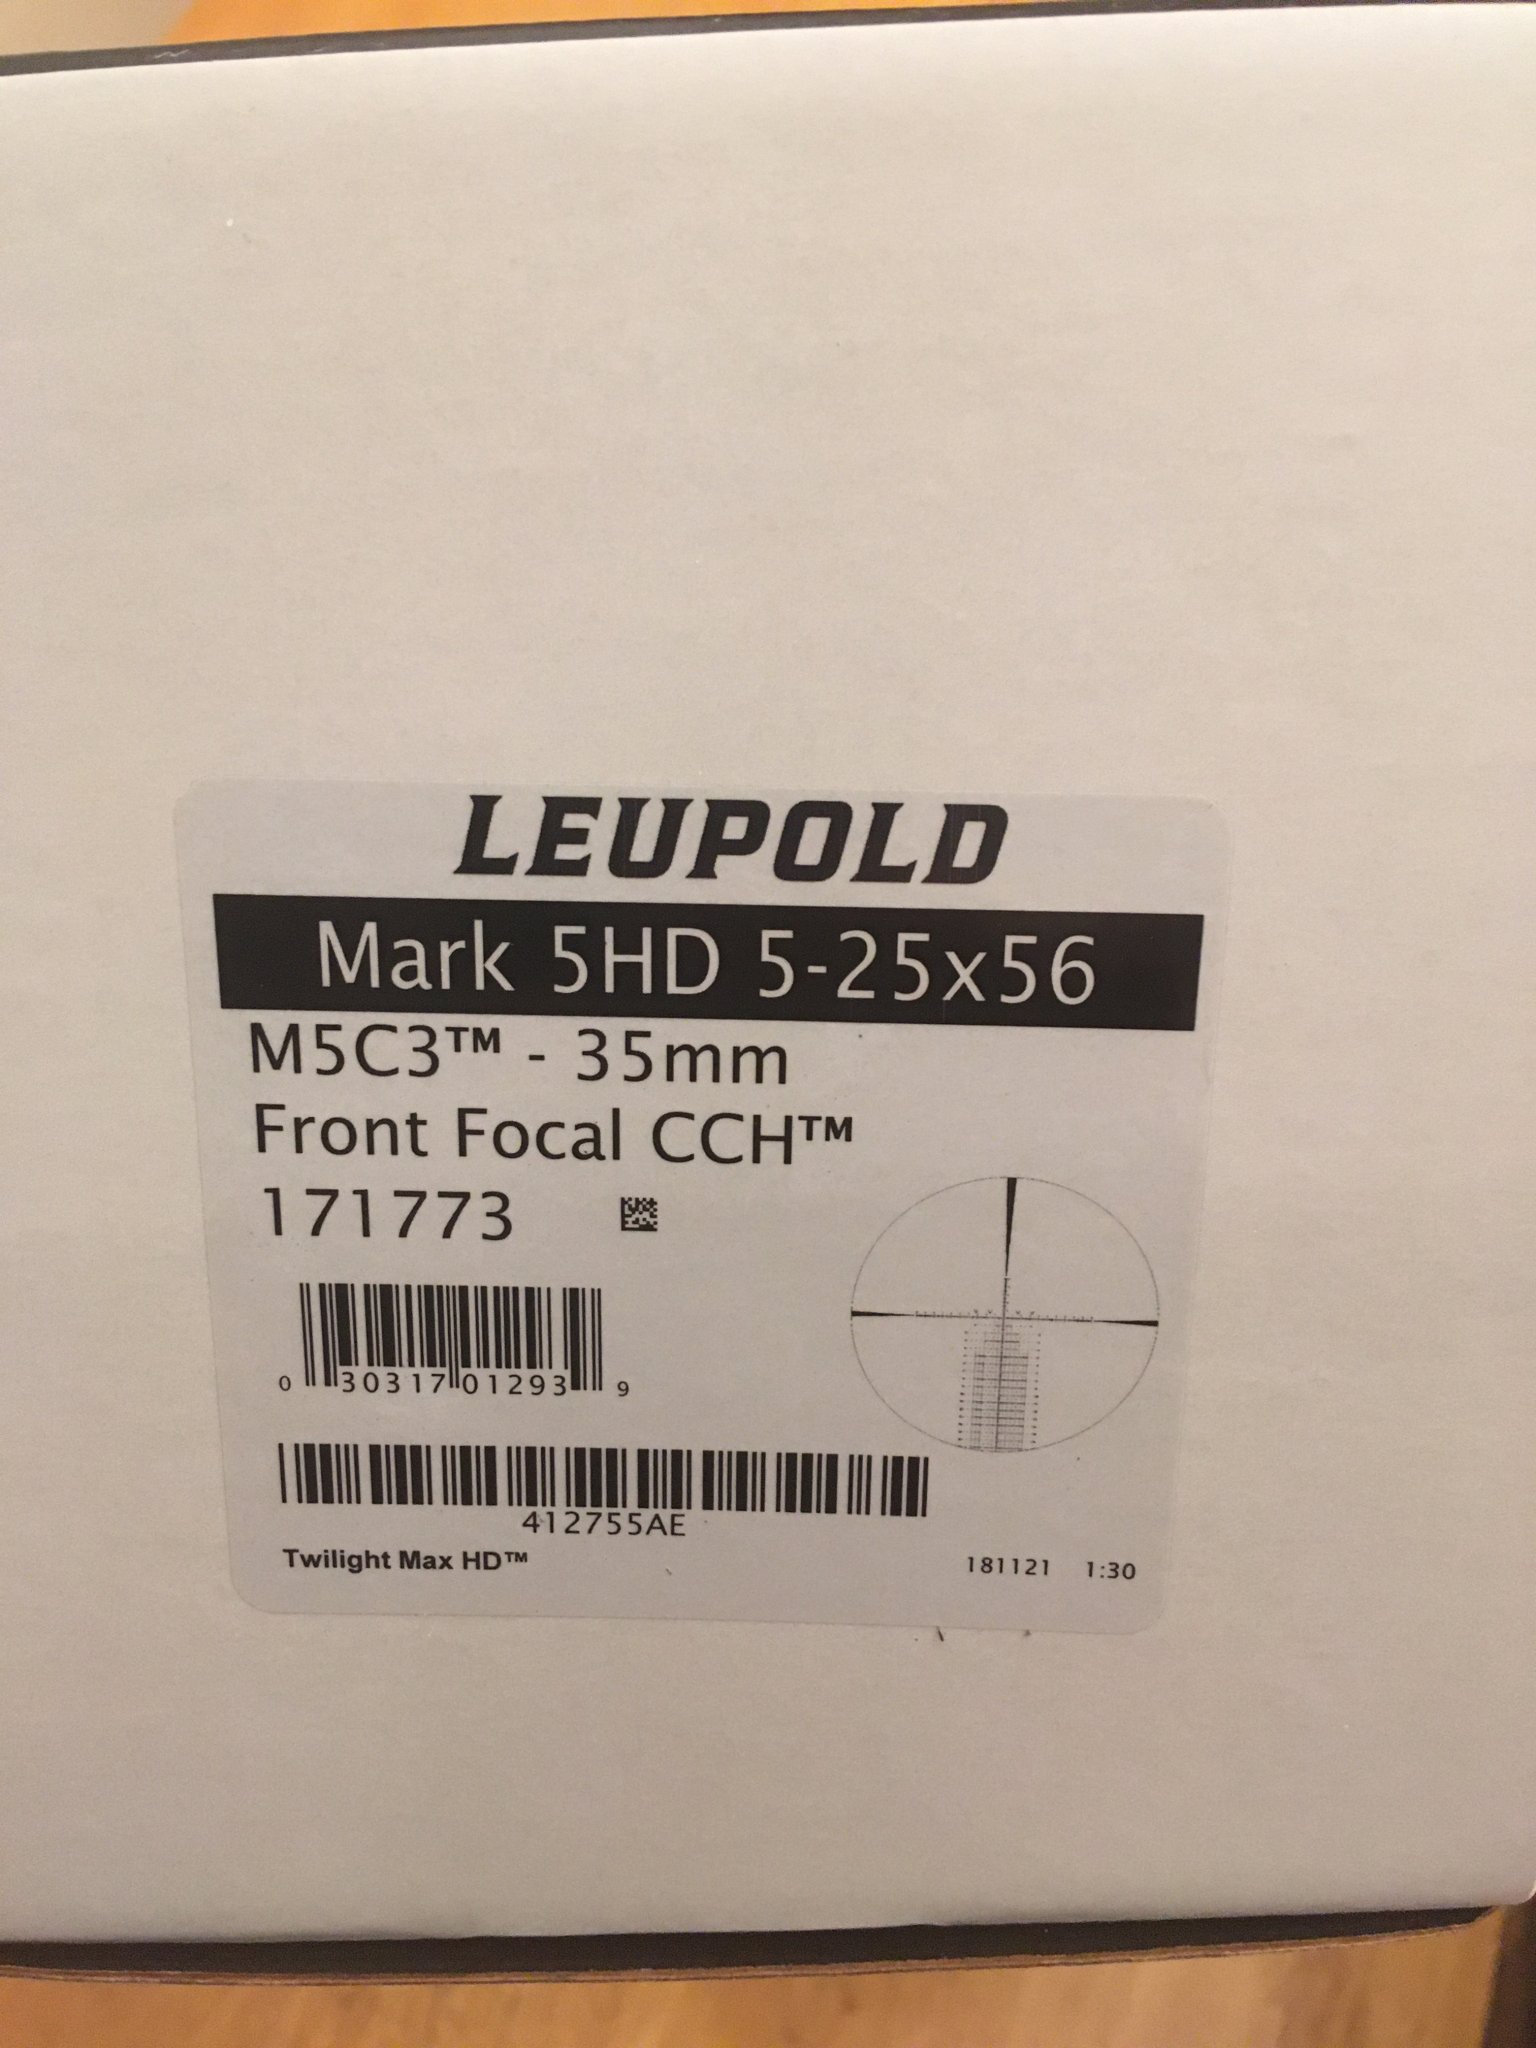 LEUPOLD
Mark 5HD 5-25x56
M5C3™ - 35mm
Front Focal CCH™
171773
0 30317 01293 9
412755AE
Twilight Max HD™
181121 1:30